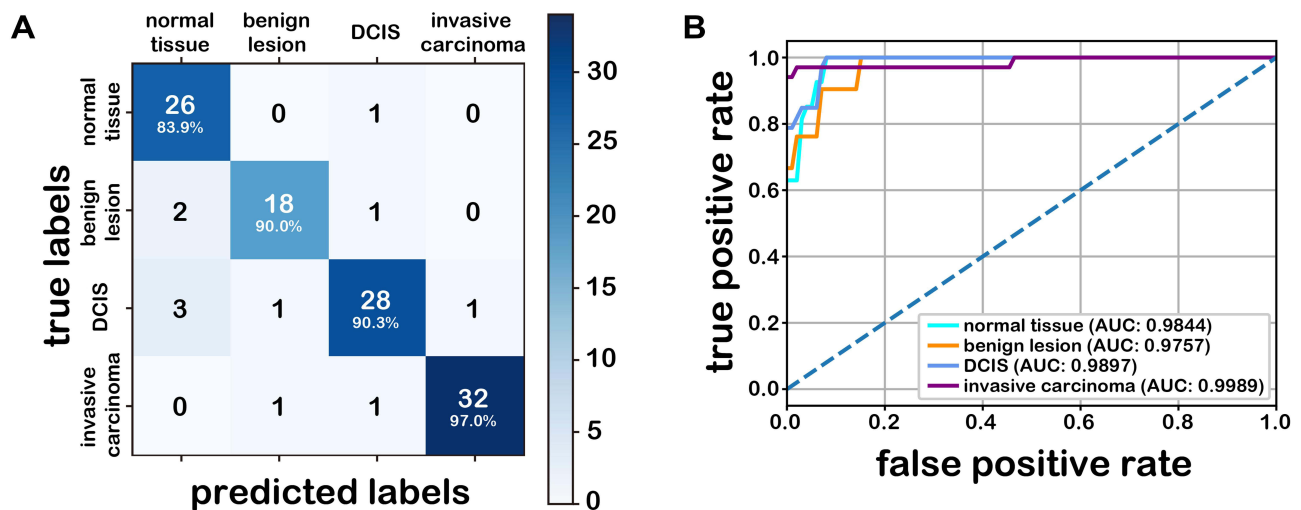 A
normal tissue
benign lesion
DCIS
invasive carcinoma
true labels
normal tissue
26
83.9%
0
1
0
benign lesion
2
18
90.0%
1
0
DCIS
3
1
28
90.3%
1
invasive carcinoma
0
1
1
32
97.0%
predicted labels
30
25
20
15
10
5
0
B
true positive rate
1.0
0.8
0.6
0.4
0.2
0.0
normal tissue (AUC: 0.9844)
benign lesion (AUC: 0.9757)
DCIS (AUC: 0.9897)
invasive carcinoma (AUC: 0.9989)
0.0
0.2
0.4
0.6
0.8
1.0
false positive rate